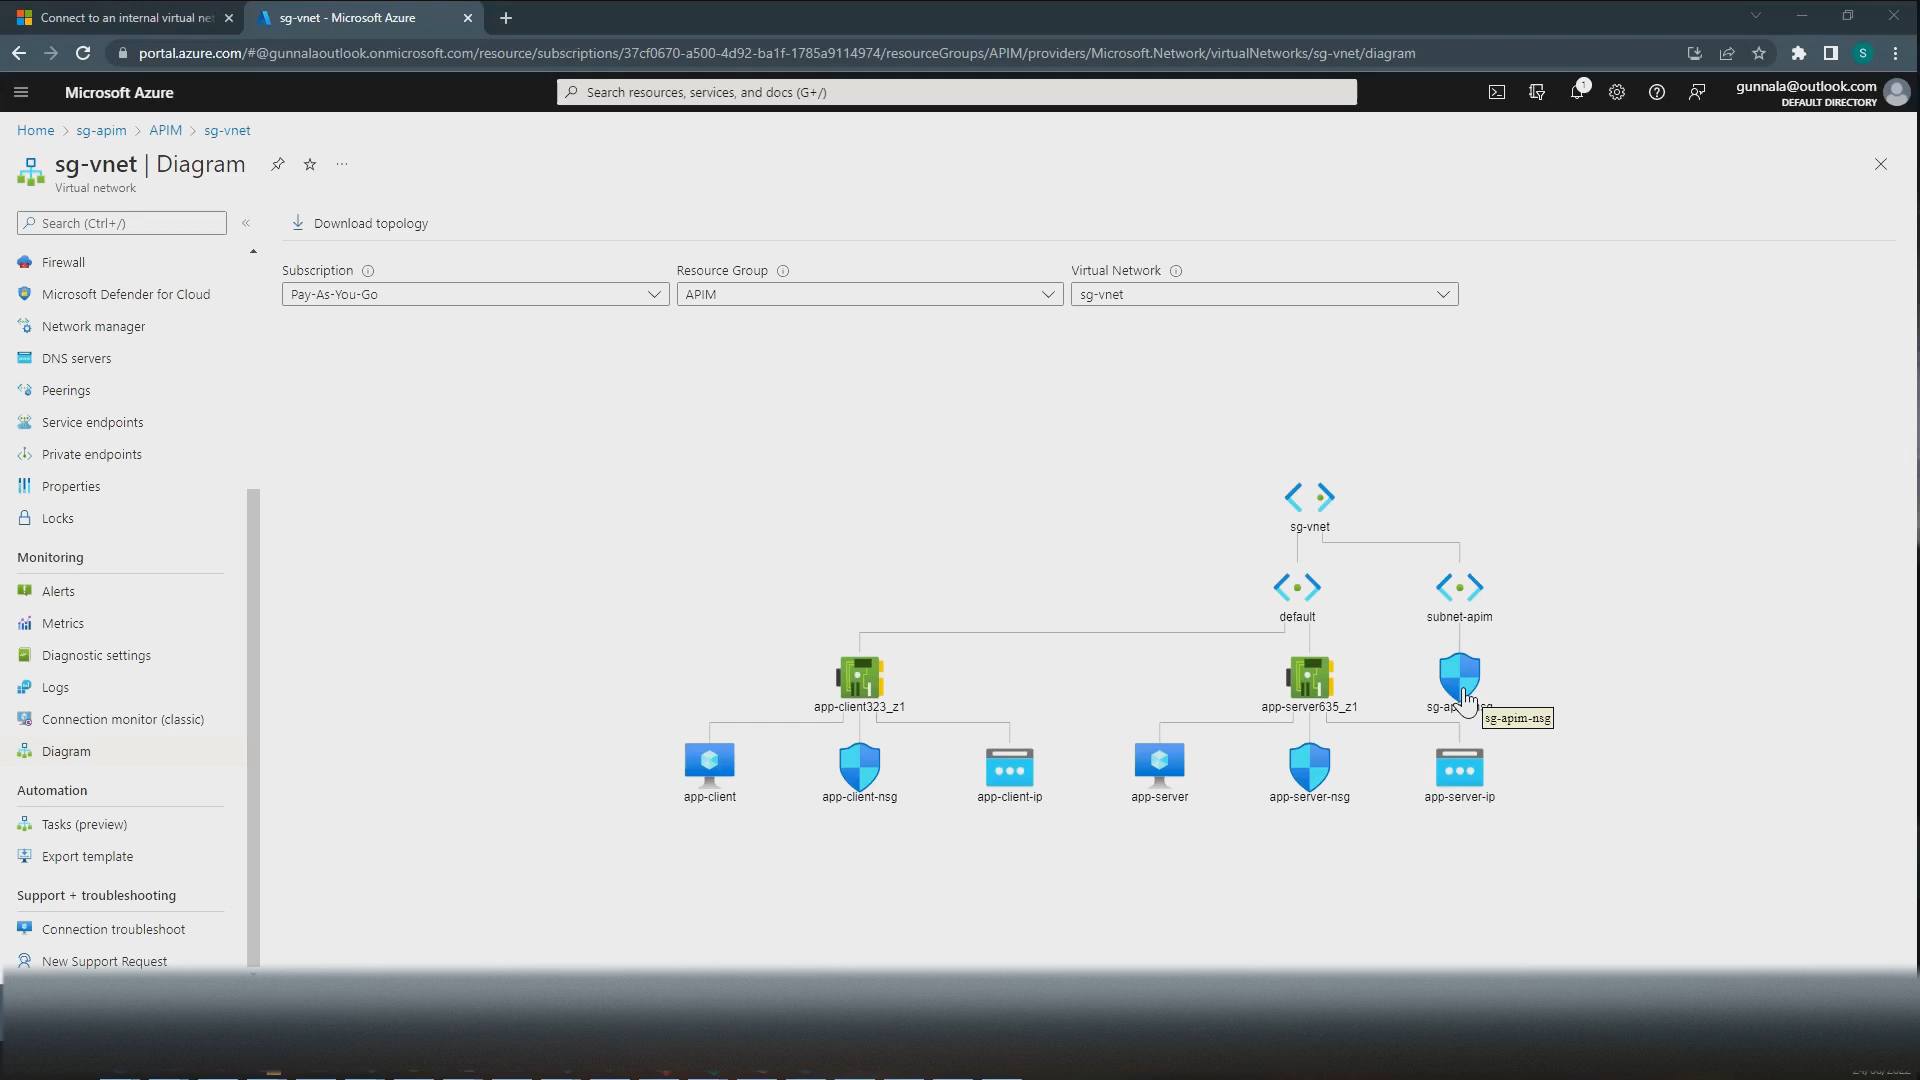 Connect to an internal virtual net
sg-vnet - Microsoft Azure
portal.azure.com/#@gunnalaoutlook.onmicrosoft.com/resource/subscriptions/37cf0670-a500-4d92-ba1f-1785a9114974/resourceGroups/APIM/providers/Microsoft.Network/virtualNetworks/sg-vnet/diagram
S
Microsoft Azure
Search resources, services, and docs (G+/)
1
gunnala@outlook.com
DEFAULT DIRECTORY
Home > sg-apim > APIM > sg-vnet
sg-vnet | Diagram
Virtual network
Search (Ctrl+/)
Download topology
Firewall
Microsoft Defender for Cloud
Network manager
DNS servers
Peerings
Service endpoints
Private endpoints
Properties
Locks
Monitoring
Alerts
Metrics
Diagnostic settings
Logs
Connection monitor (classic)
Diagram
Automation
Tasks (preview)
Export template
Support + troubleshooting
Connection troubleshoot
New Support Request
Subscription
Resource Group
Virtual Network
Pay-As-You-Go
APIM
sg-vnet
sg-vnet
default
subnet-apim
app-client323_z1
app-server635_z1
sg-apim-nsg
app-client
app-client-nsg
app-client-ip
app-server
app-server-nsg
app-server-ip